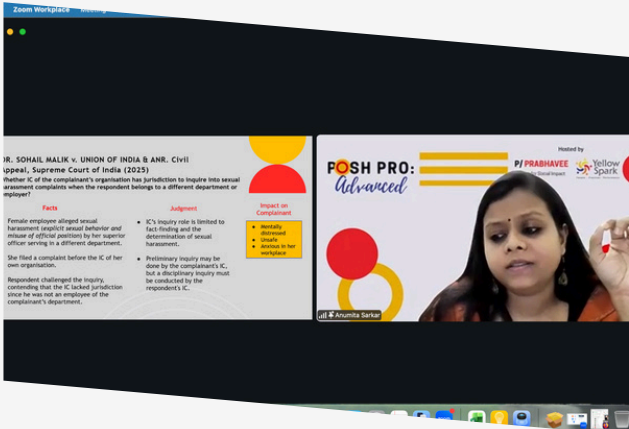 Zoom Workplace
DR. SOHAIL MALIK v. UNION OF INDIA & ANR. Civil
Appeal, Supreme Court of India (2025)
Whether IC of the complainant's organisation has jurisdiction to inquire into sexual
harassment complaints when the respondent belongs to a different department or
employer?
Facts
Female employee alleged sexual
harassment (explicit sexual behavior and
misuse of official position) by her superior
officer serving in a different department.
She filed a complaint before the IC of her
own organisation.
Respondent challenged the inquiry,
contending that the IC lacked jurisdiction
since he was not an employee of the
complainant's department.
Judgment
• IC's inquiry role is limited to
fact-finding and the
determination of sexual
harassment.
• Preliminary inquiry may be
done by the complainant's IC,
but a disciplinary inquiry must
be conducted by the
respondent's IC.
Impact on
Complainant
• Mentally
distressed
• Unsafe
• Anxious in her
workplace
POSH PRO:
Advanced
Hosted by
P/ PRABHAVEE
for Social Impact
Yellow
Spark
Anumita Sarkar